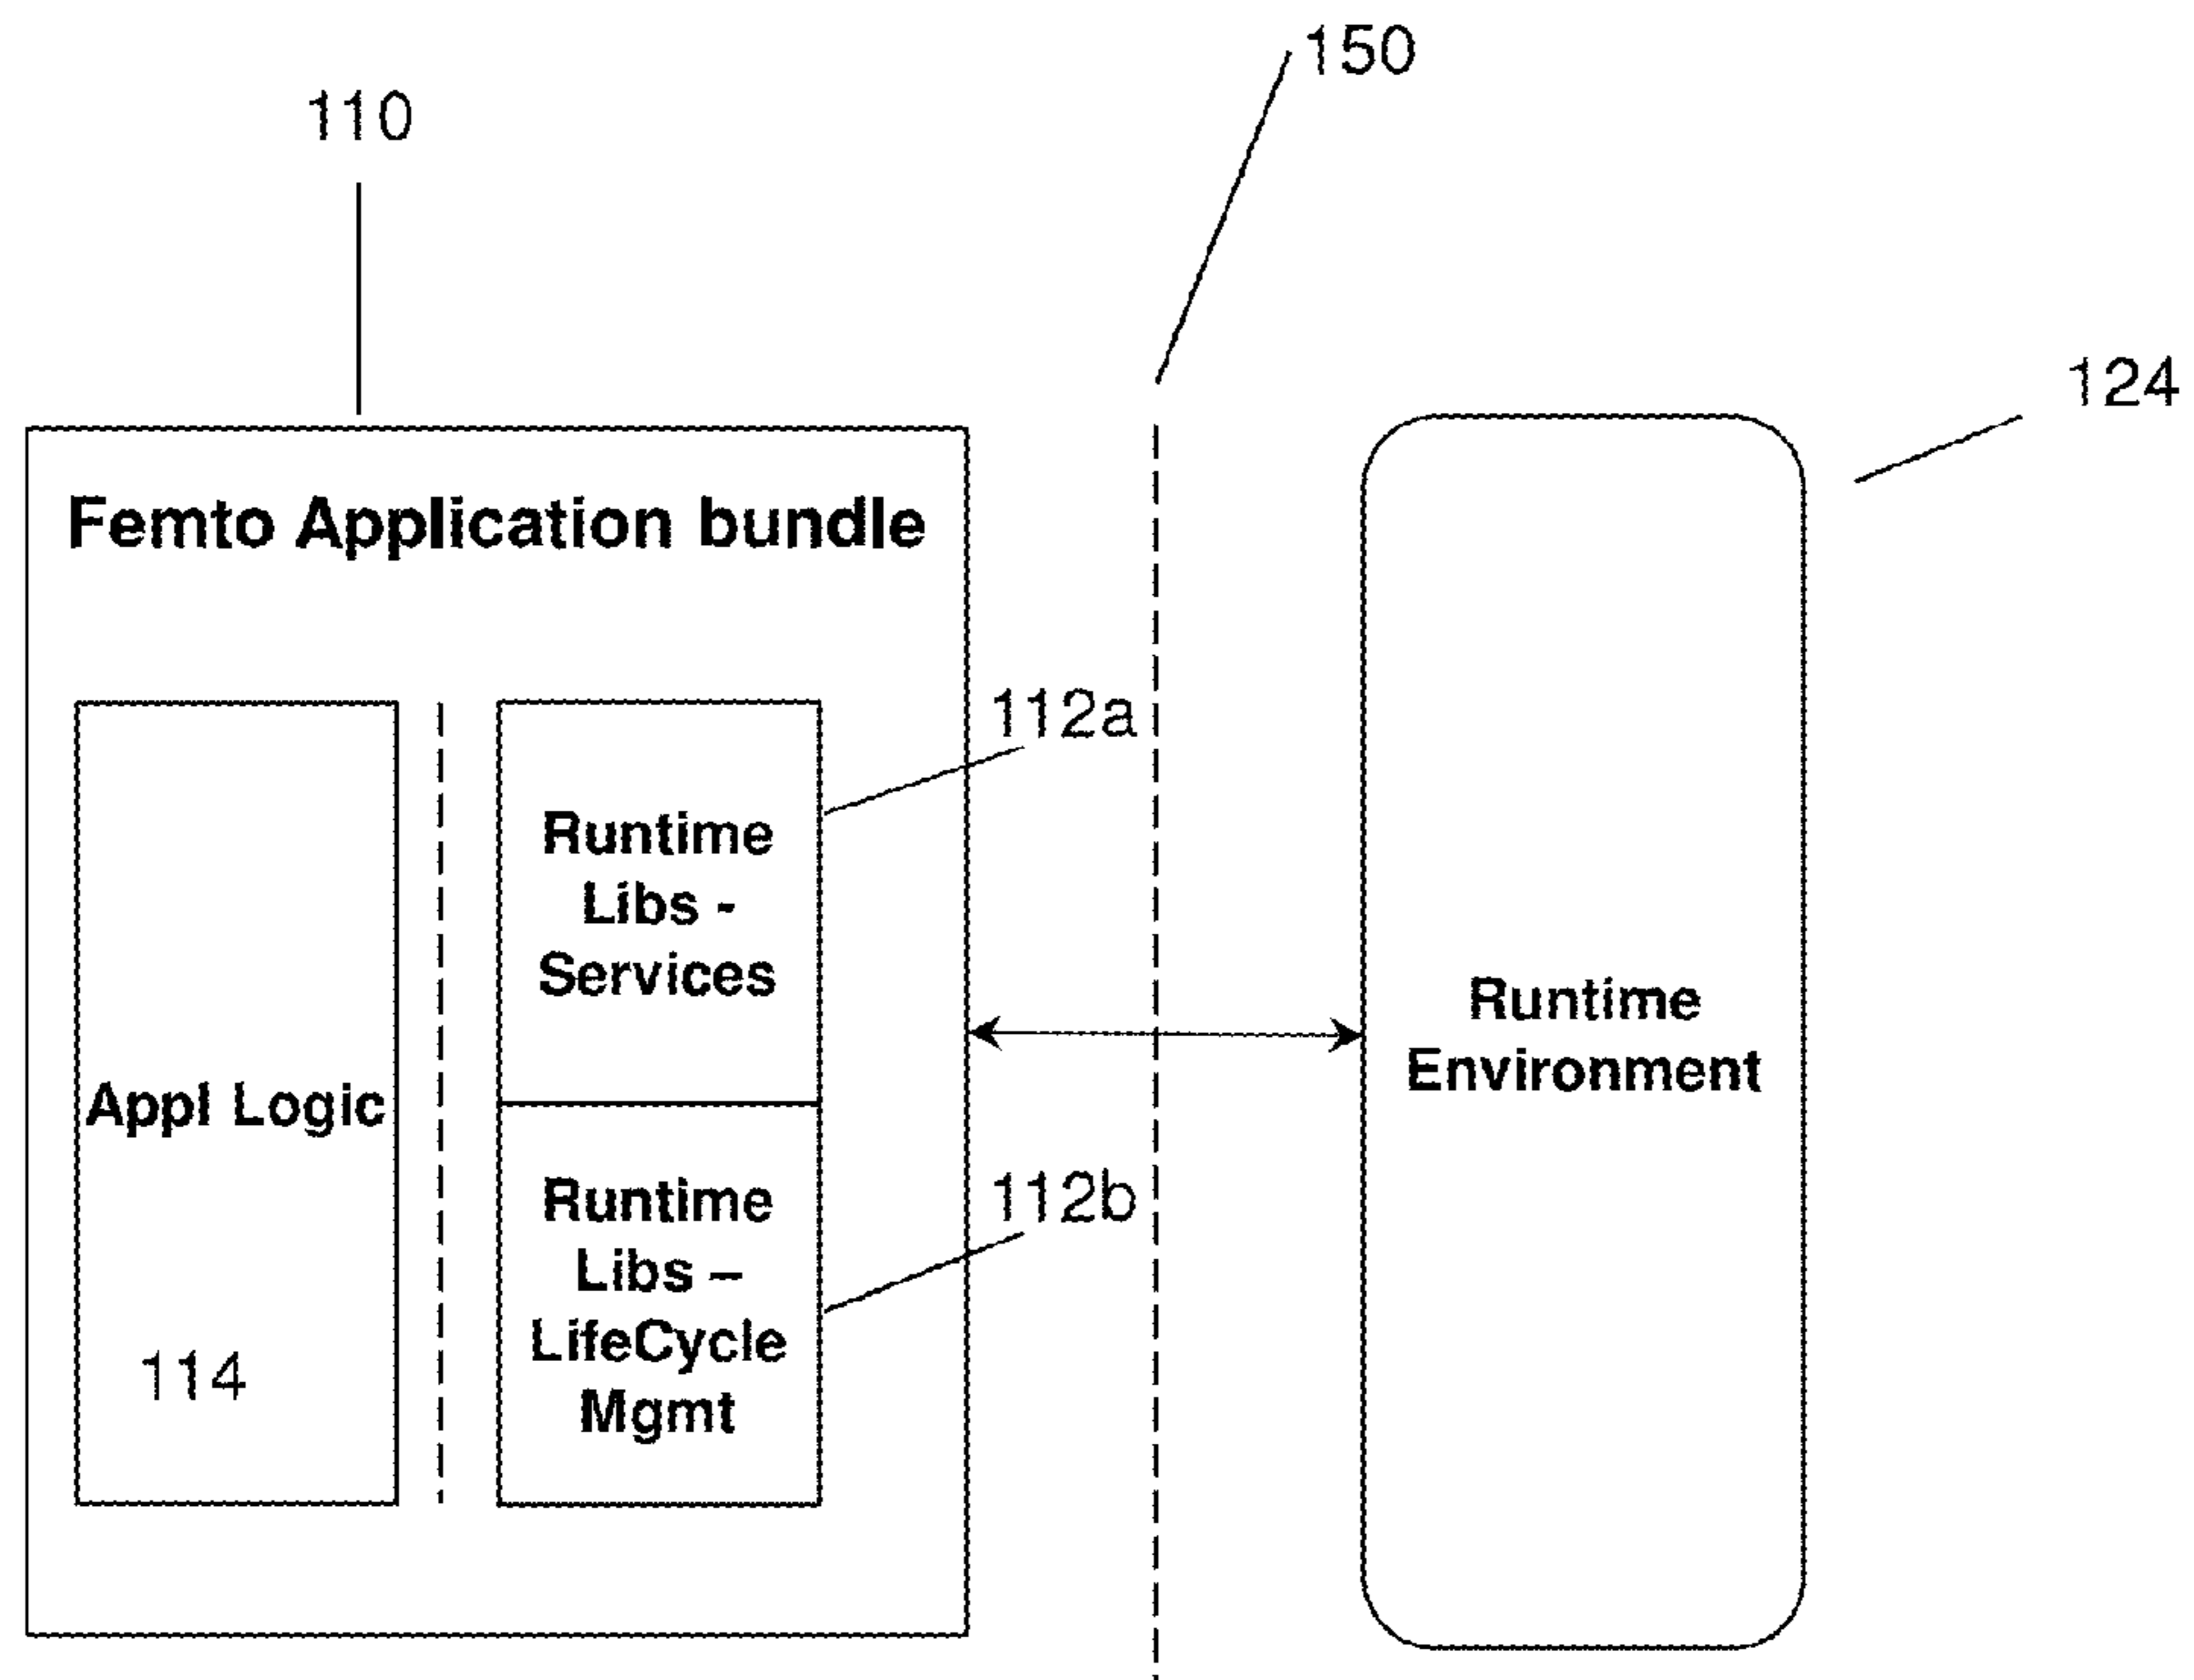 150
110
124
Femto Application bundle
112a
Runtime
Libs -
Services
Runtime
Environment
Appl Logic
112b
Runtime
Libs –
LifeCycle
Mgmt
114